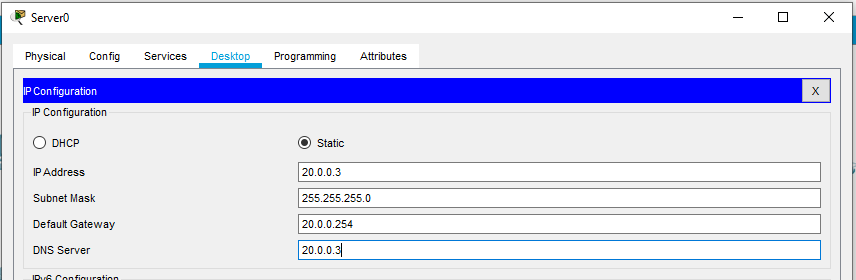 Server0
Physical Config Services Desktop Programming Attributes
IP Configuration X
IP Configuration
DHCP Static
IP Address 20.0.0.3
Subnet Mask 255.255.255.0
Default Gateway 20.0.0.254
DNS Server 20.0.0.3
IPv6 Configuration